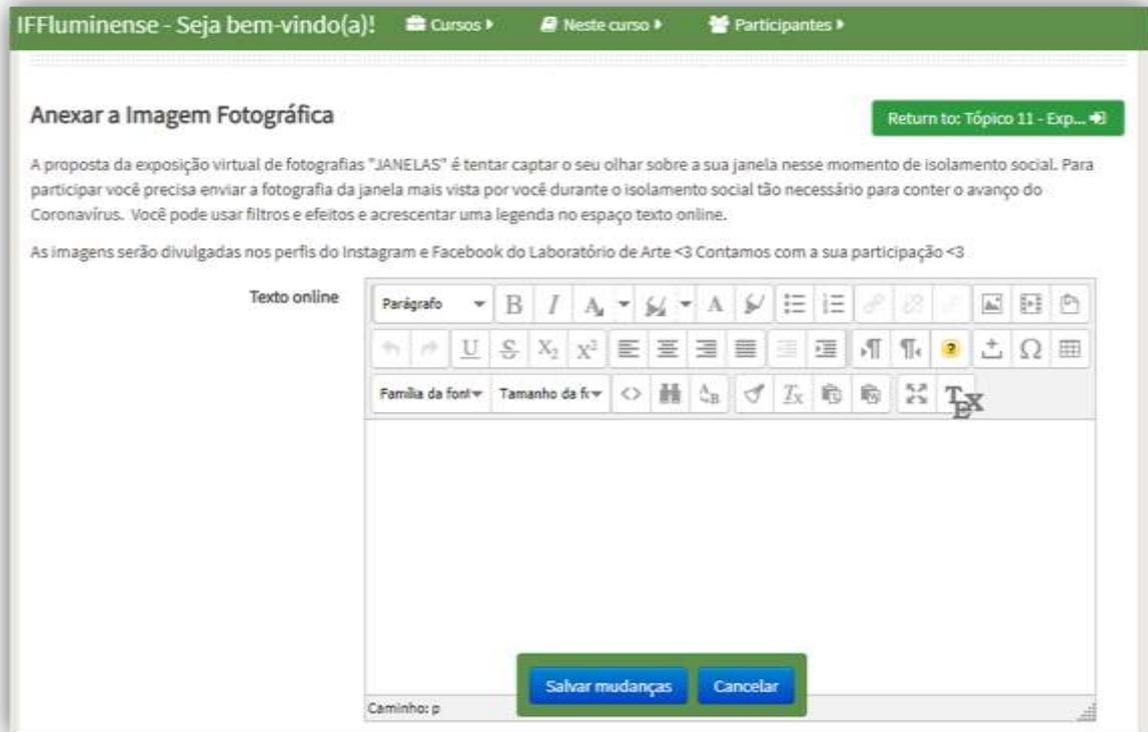 IFFluminense - Seja bem-vindo(a)! Cursos Neste curso Participantes
Anexar a Imagem Fotográfica
Return to: Tópico 11 - Exp...
A proposta da exposição virtual de fotografias "JANELAS" é tentar captar o seu olhar sobre a sua janela nesse momento de isolamento social. Para
participar você precisa enviar a fotografia da janela mais vista por você durante o isolamento social tão necessário para conter o avanço do
Coronavírus. Você pode usar filtros e efeitos e acrescentar uma legenda no espaço texto online.
As imagens serão divulgadas nos perfis do Instagram e Facebook do Laboratório de Arte <3 Contamos com a sua participação <3
Texto online
Parágrafo
Família da font Tamanho da fo
Salvar mudanças Cancelar
Caminho: p